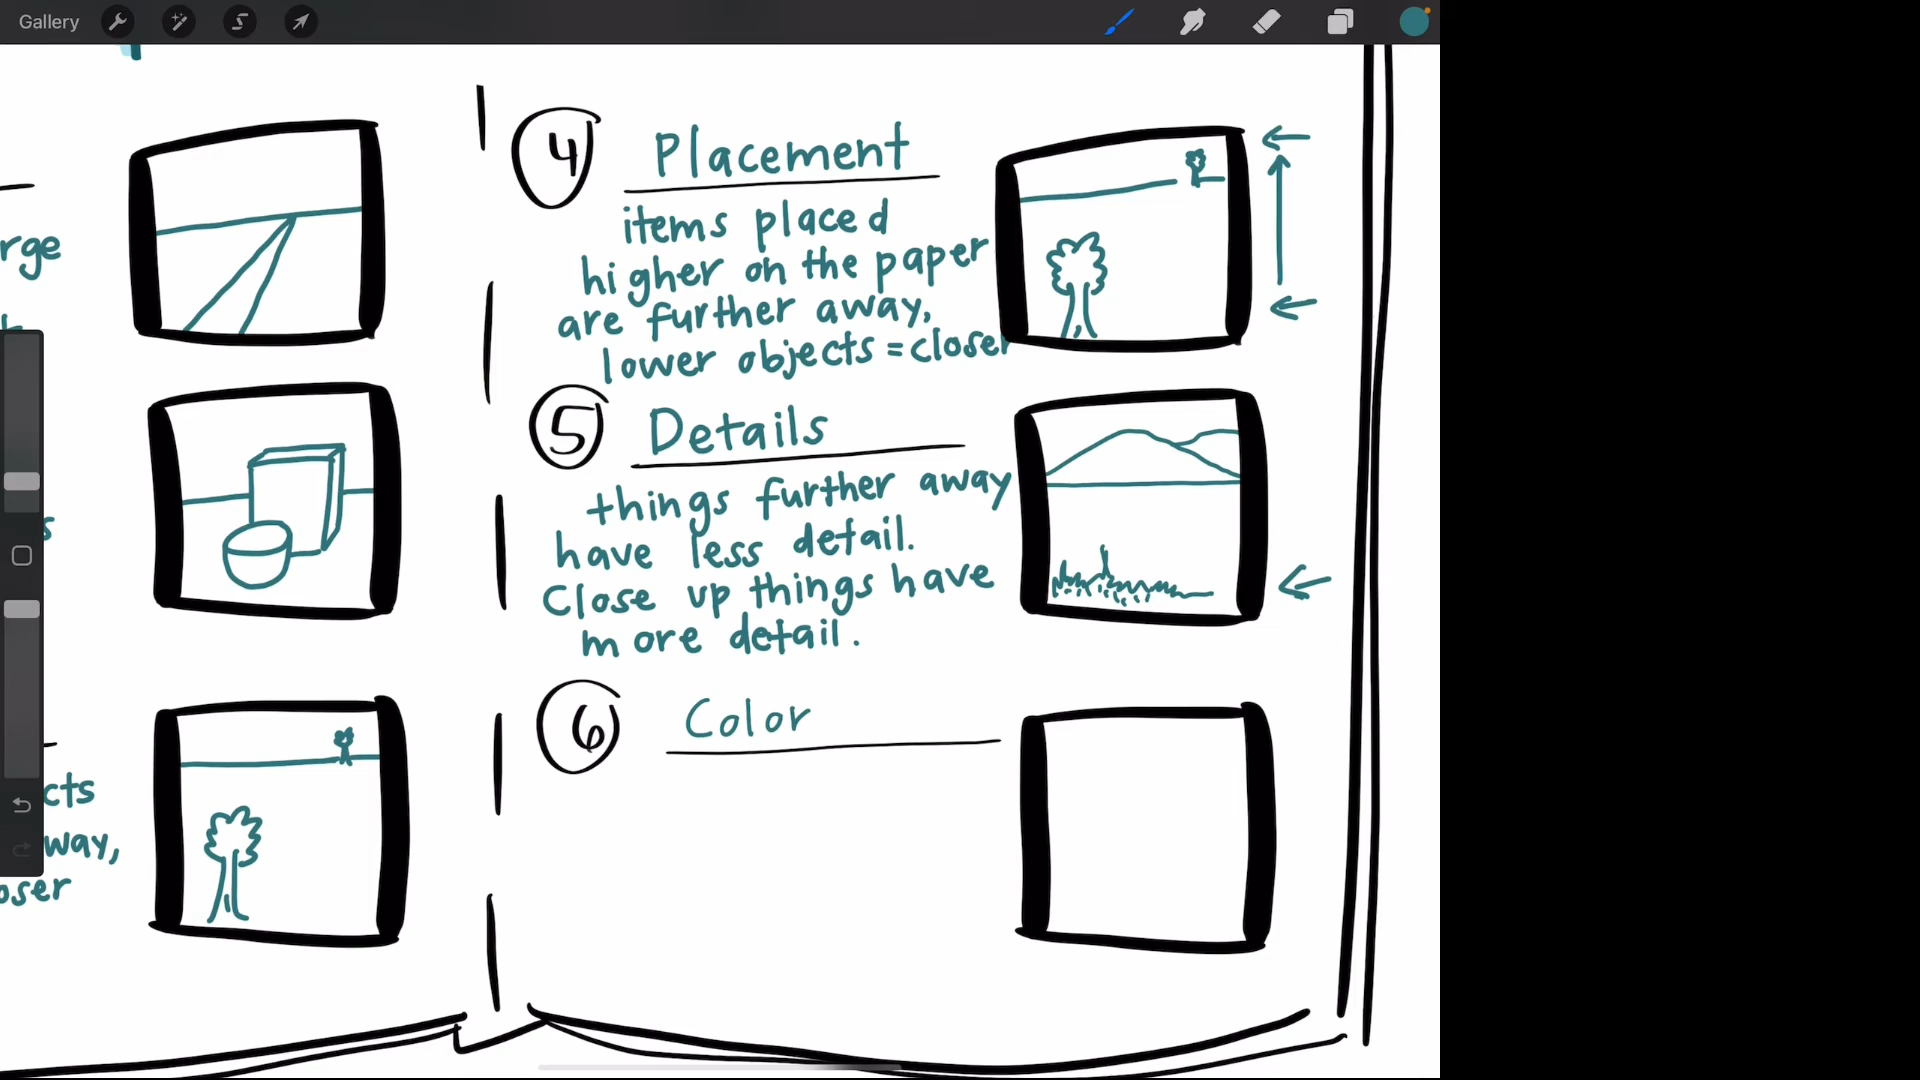 Gallery
rge
s
cts
way,
oser
4 Placement
items placed
higher on the paper
are further away,
lower objects = closer
5 Details
things further away
have less detail.
Close up things have
more detail.
6 Color